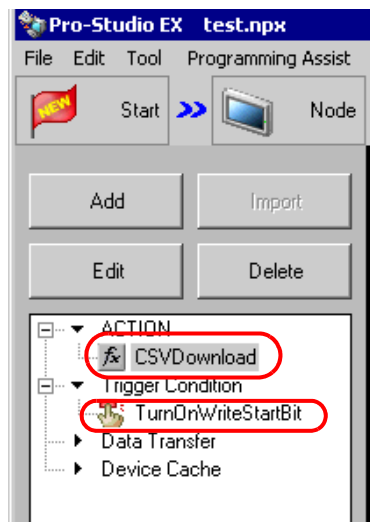 Pro-Studio EX test.npx
File Edit Tool Programming Assist
NEW Start >> Node
Add Import
Edit Delete
ACTION
fx CSVDownload
Trigger Condition
TurnOnWriteStartBit
Data Transfer
Device Cache